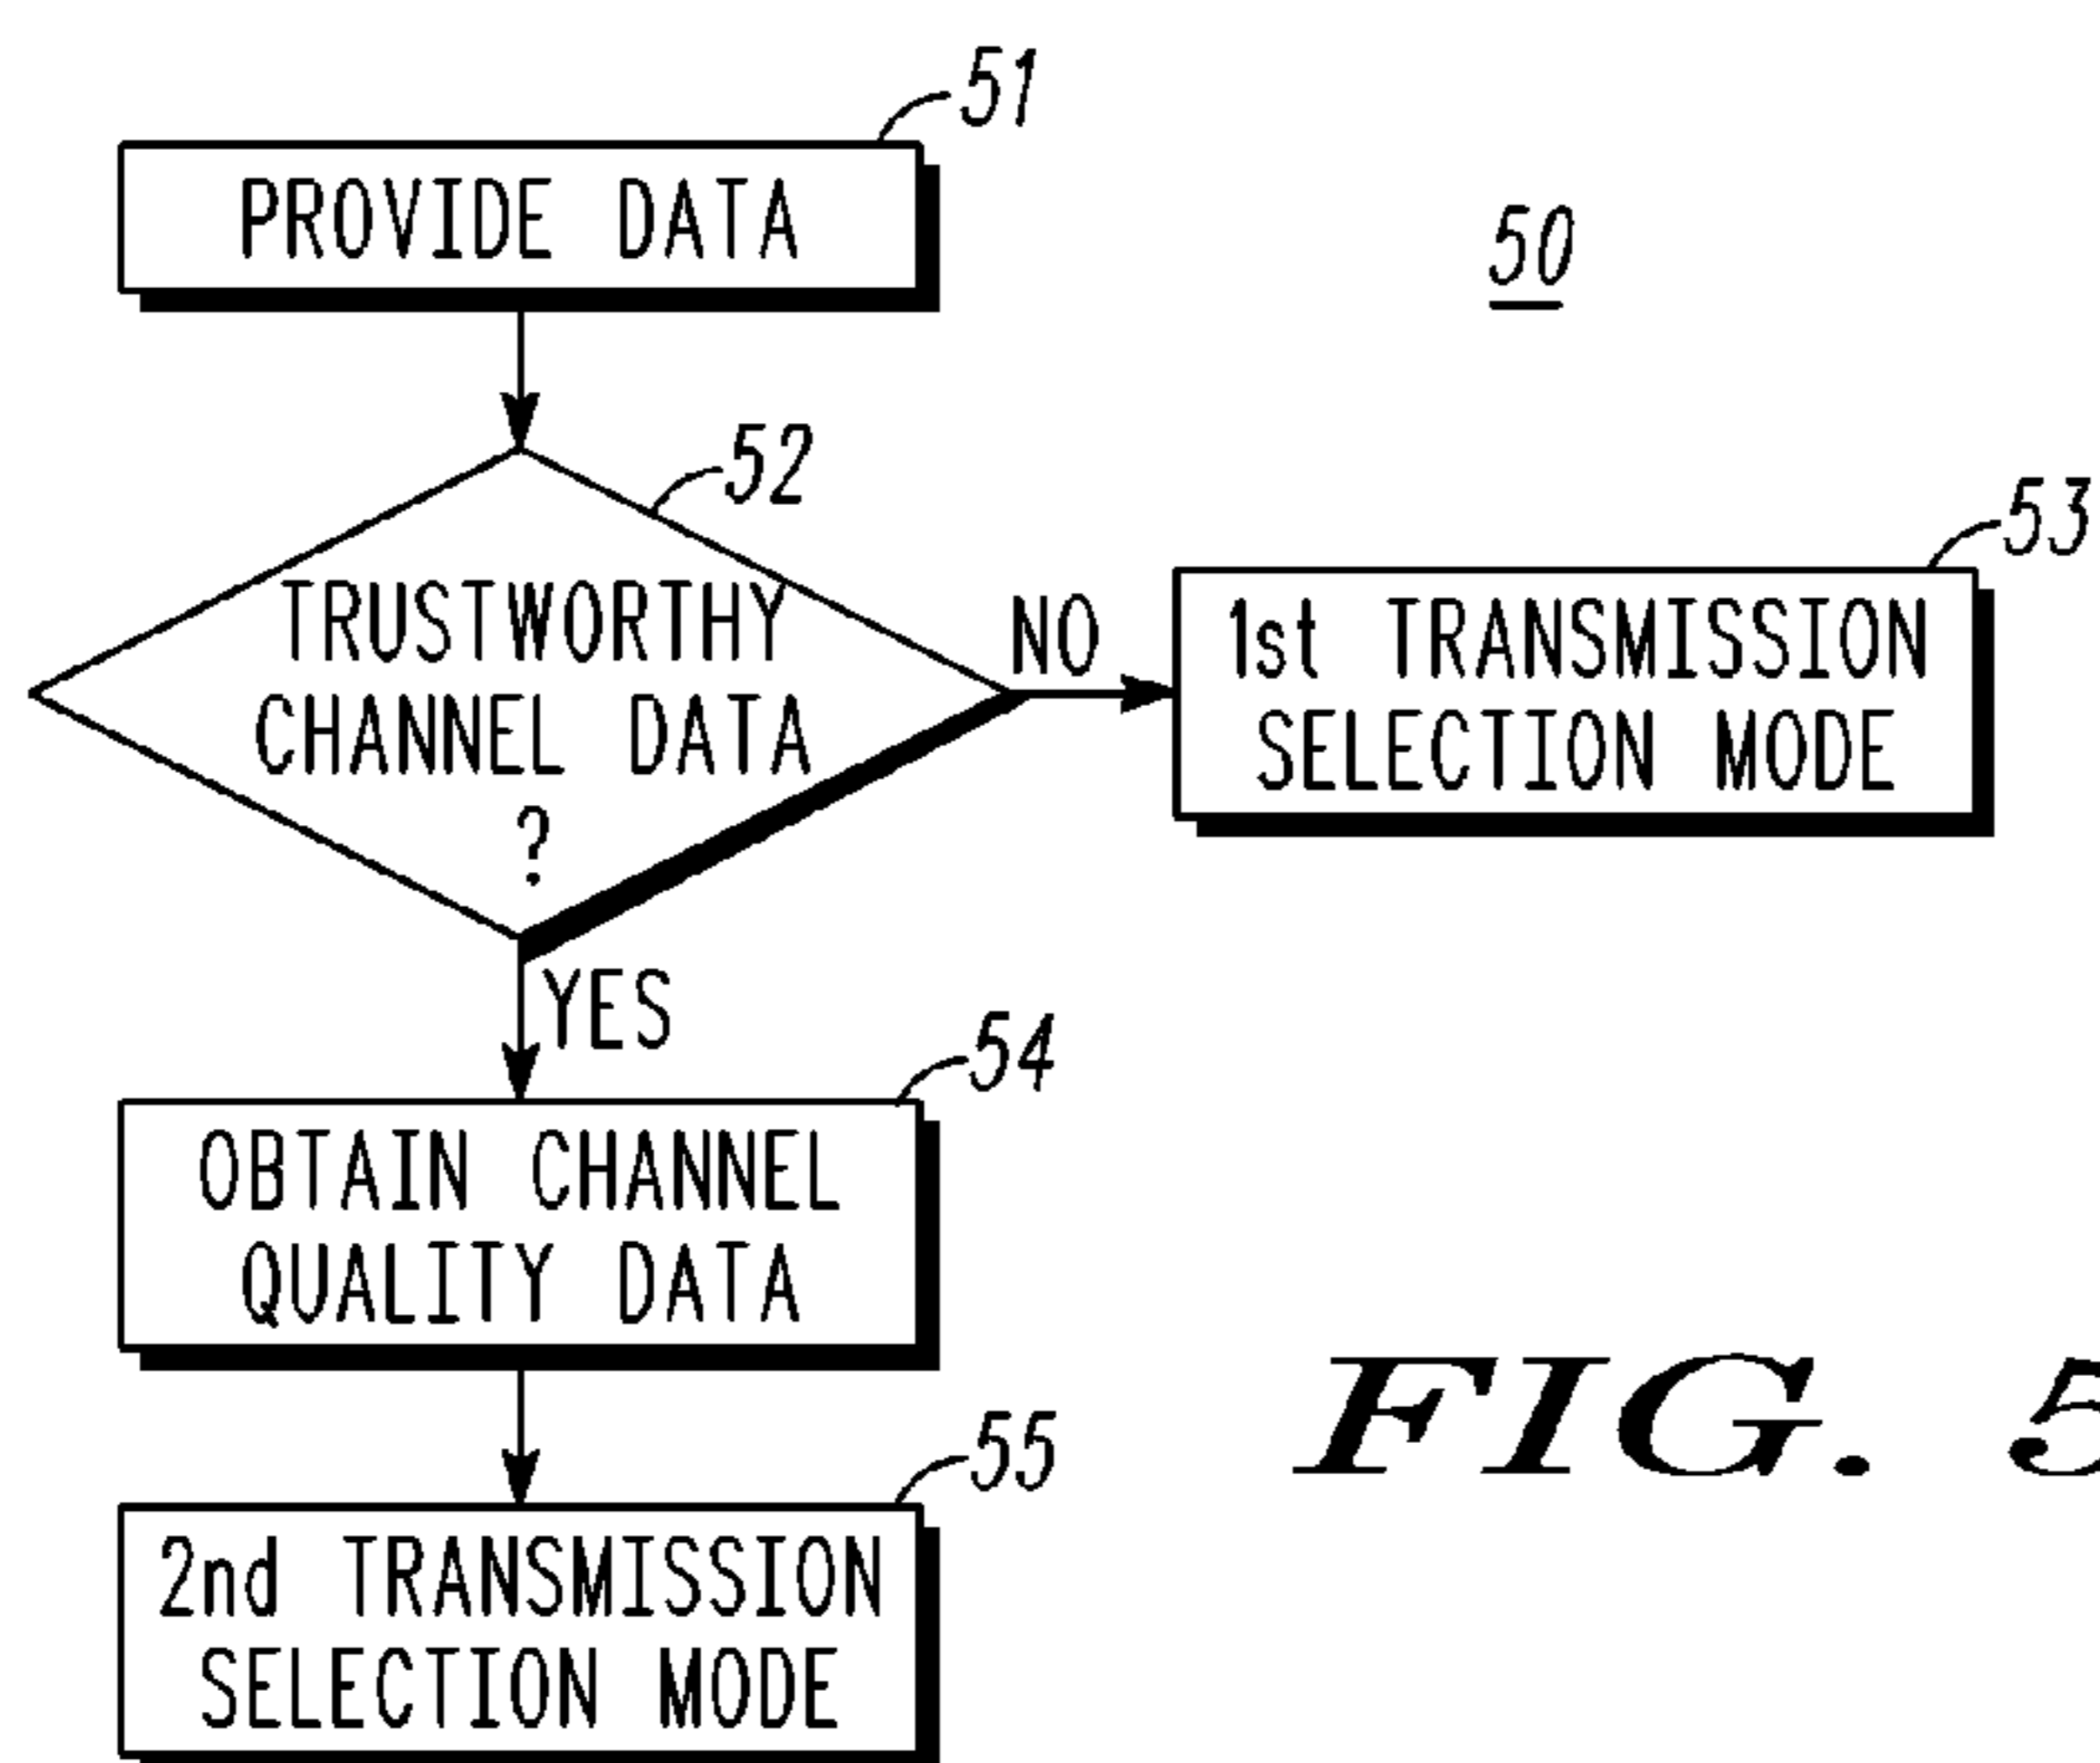 51
PROVIDE DATA
50
52
TRUSTWORTHY
CHANNEL DATA
?
NO
53
1st TRANSMISSION
SELECTION MODE
YES
54
OBTAIN CHANNEL
QUALITY DATA
55
2nd TRANSMISSION
SELECTION MODE
FIG. 5